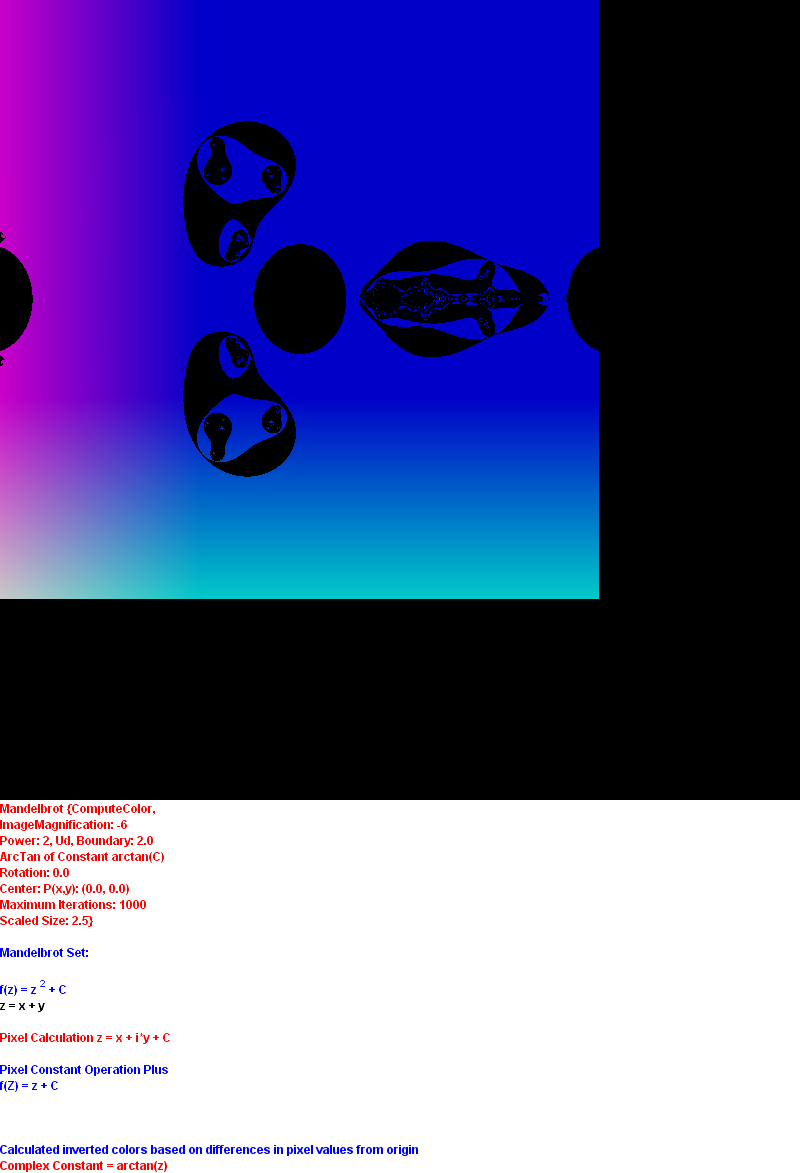 Mandelbrot {ComputeColor,
ImageMagnification: -6
Power: 2, Ud, Boundary: 2.0
ArcTan of Constant arctan(C)
Rotation: 0.0
Center: P(x,y): (0.0, 0.0)
Maximum Iterations: 1000
Scaled Size: 2.5}
Mandelbrot Set:
f(z) = z 2 + C
z = x + y
Pixel Calculation z = x + i*y + C
Pixel Constant Operation Plus
f(Z) = z + C
Calculated inverted colors based on differences in pixel values from origin
Complex Constant = arctan(z)